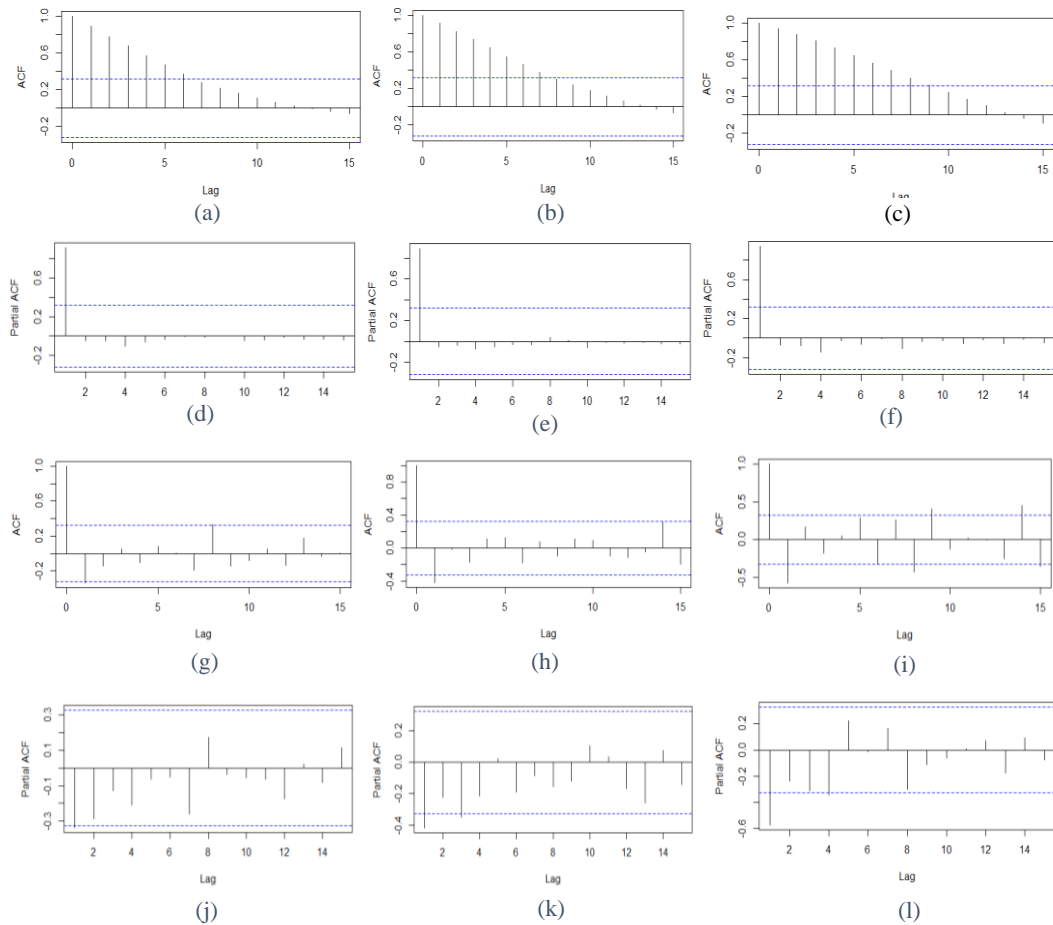 ACF
-0.2 0.2 0.6 1.0
0 5 10 15
Lag
(a)
ACF
-0.2 0.2 0.6 1.0
0 5 10 15
Lag
(b)
ACF
-0.2 0.2 0.6 1.0
0 5 10 15
(c)
Partial ACF
-0.2 0.2 0.6
2 4 6 8 10 12 14
(d)
Partial ACF
-0.2 0.2 0.6
2 4 6 8 10 12 14
(e)
Partial ACF
-0.2 0.2 0.6
2 4 6 8 10 12 14
(f)
ACF
-0.2 0.2 0.6 1.0
0 5 10 15
Lag
(g)
ACF
-0.4 0.0 0.4 0.8
0 5 10 15
Lag
(h)
ACF
-0.5 0.0 0.5 1.0
0 5 10 15
Lag
(i)
Partial ACF
-0.3 -0.1 0.1 0.3
2 4 6 8 10 12 14
Lag
(j)
Partial ACF
-0.4 -0.2 0.0 0.2
2 4 6 8 10 12 14
Lag
(k)
Partial ACF
-0.6 -0.2 0.0 0.2
2 4 6 8 10 12 14
Lag
(l)